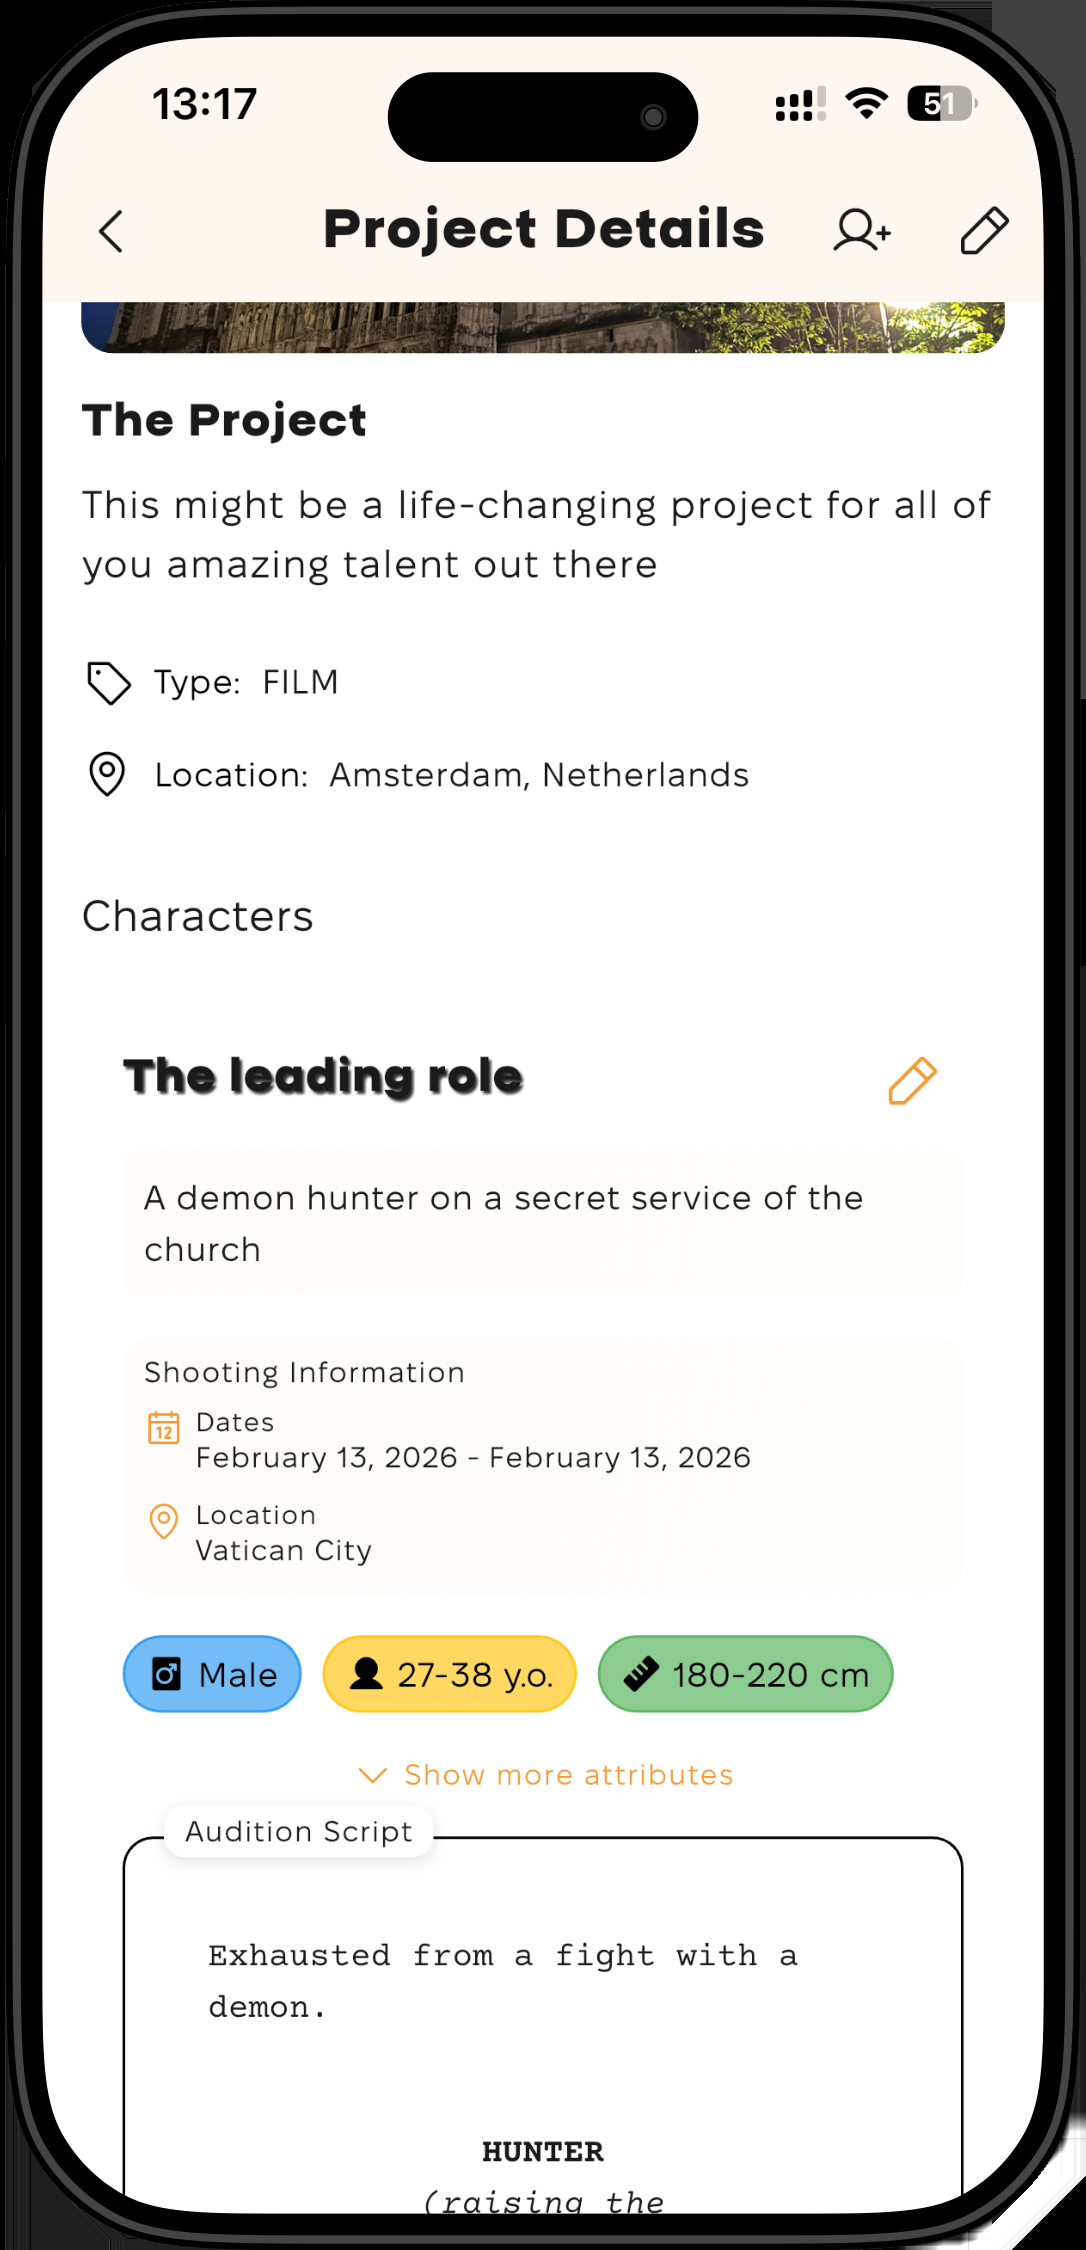 13:17
51
Project Details
The Project
This might be a life-changing project for all of
you amazing talent out there
Type: FILM
Location: Amsterdam, Netherlands
Characters
The leading role
A demon hunter on a secret service of the
church
Shooting Information
12
Dates
February 13, 2026 - February 13, 2026
Location
Vatican City
Male
27-38 y.o.
180-220 cm
Show more attributes
Audition Script
Exhausted from a fight with a
demon.
HUNTER
(raising the